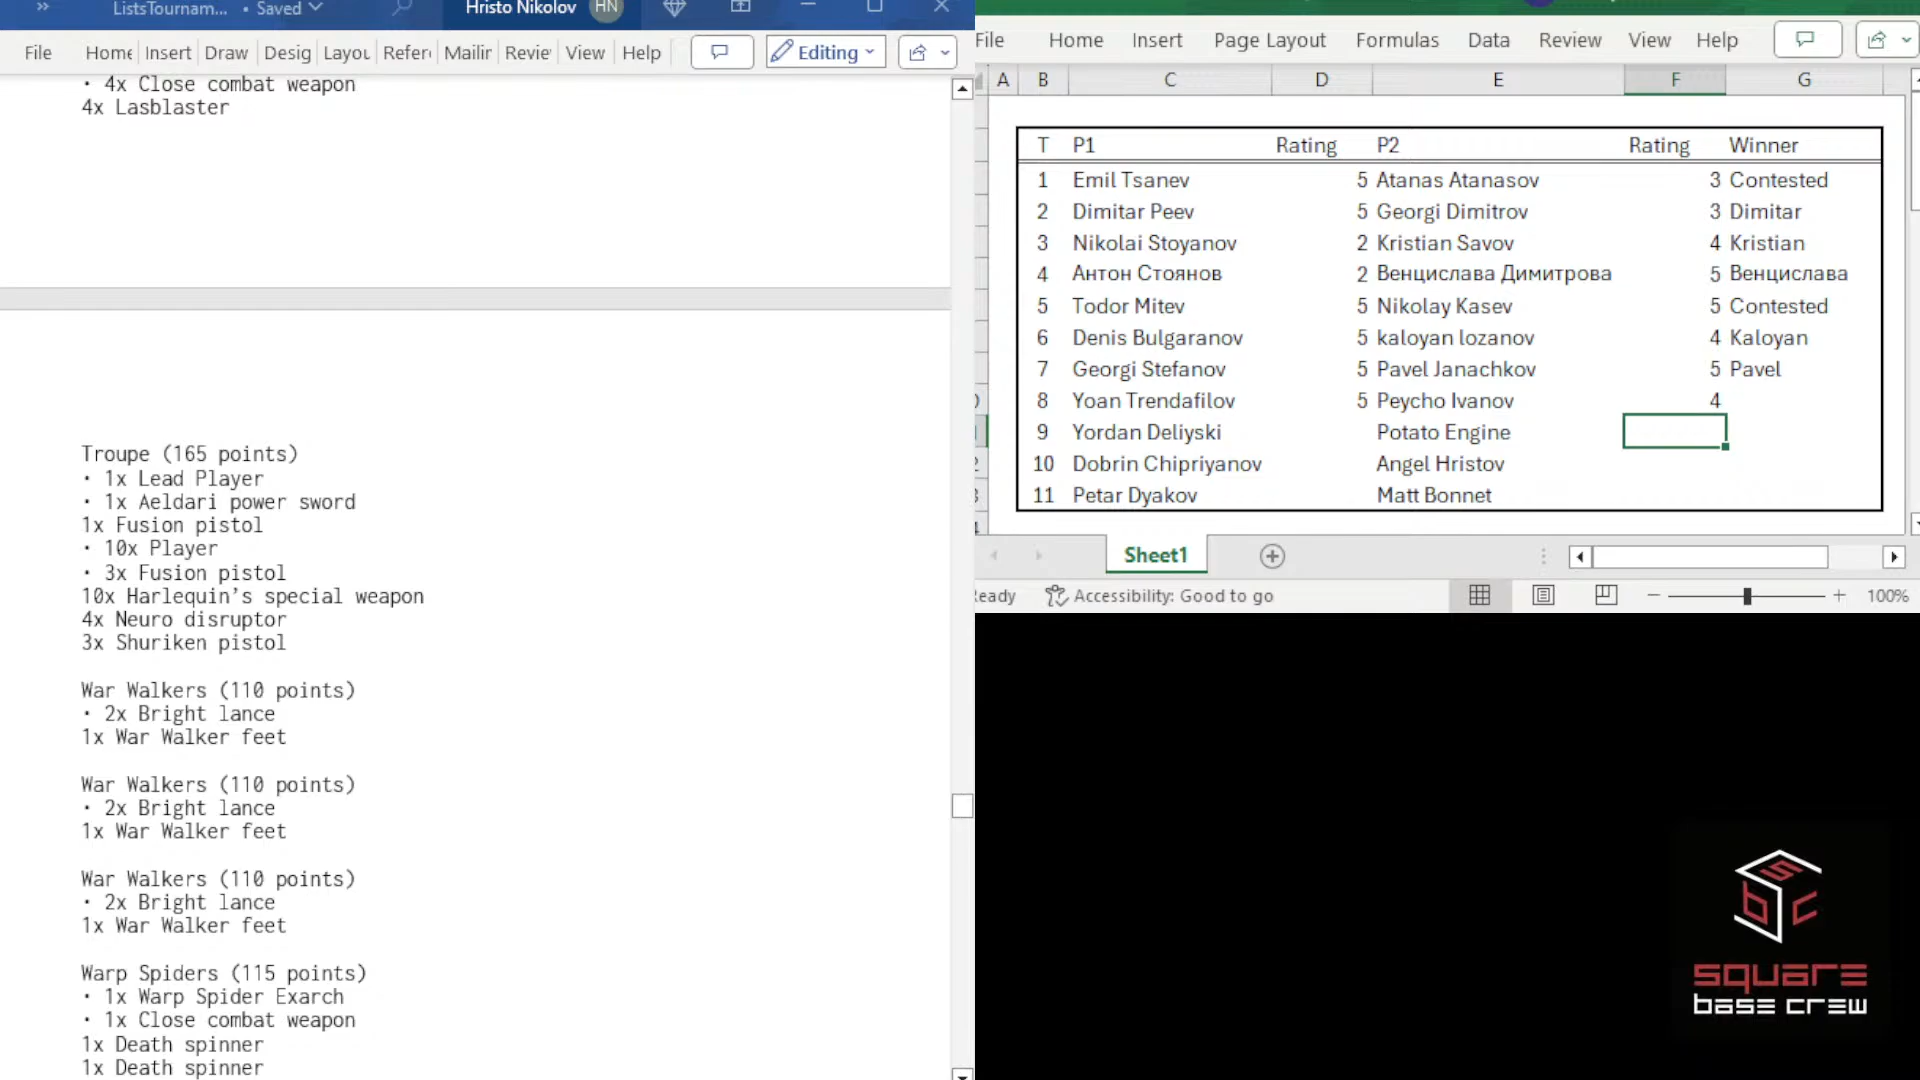 ListsTournam... • Saved
Hristo Nikolov HN
File Home Insert Draw Desig Layou Refer Mailin Revie View Help Editing
· 4x Close combat weapon
4x Lasblaster
Troupe (165 points)
· 1x Lead Player
· 1x Aeldari power sword
1x Fusion pistol
· 10x Player
· 3x Fusion pistol
10x Harlequin's special weapon
4x Neuro disruptor
3x Shuriken pistol
War Walkers (110 points)
· 2x Bright lance
1x War Walker feet
War Walkers (110 points)
· 2x Bright lance
1x War Walker feet
War Walkers (110 points)
· 2x Bright lance
1x War Walker feet
Warp Spiders (115 points)
· 1x Warp Spider Exarch
· 1x Close combat weapon
1x Death spinner
1x Death spinner
File Home Insert Page Layout Formulas Data Review View Help
A B C D E F G
T P1 Rating P2 Rating Winner
1 Emil Tsanev 5 Atanas Atanasov 3 Contested
2 Dimitar Peev 5 Georgi Dimitrov 3 Dimitar
3 Nikolai Stoyanov 2 Kristian Savov 4 Kristian
4 Антон Стоянов 2 Венцислава Димитрова 5 Венцислава
5 Todor Mitev 5 Nikolay Kasev 5 Contested
6 Denis Bulgaranov 5 kaloyan lozanov 4 Kaloyan
7 Georgi Stefanov 5 Pavel Janachkov 5 Pavel
8 Yoan Trendafilov 5 Peycho Ivanov 4
9 Yordan Deliyski Potato Engine
10 Dobrin Chipriyanov Angel Hristov
11 Petar Dyakov Matt Bonnet
Sheet1
Ready Accessibility: Good to go 100%
sbc
square
base crew